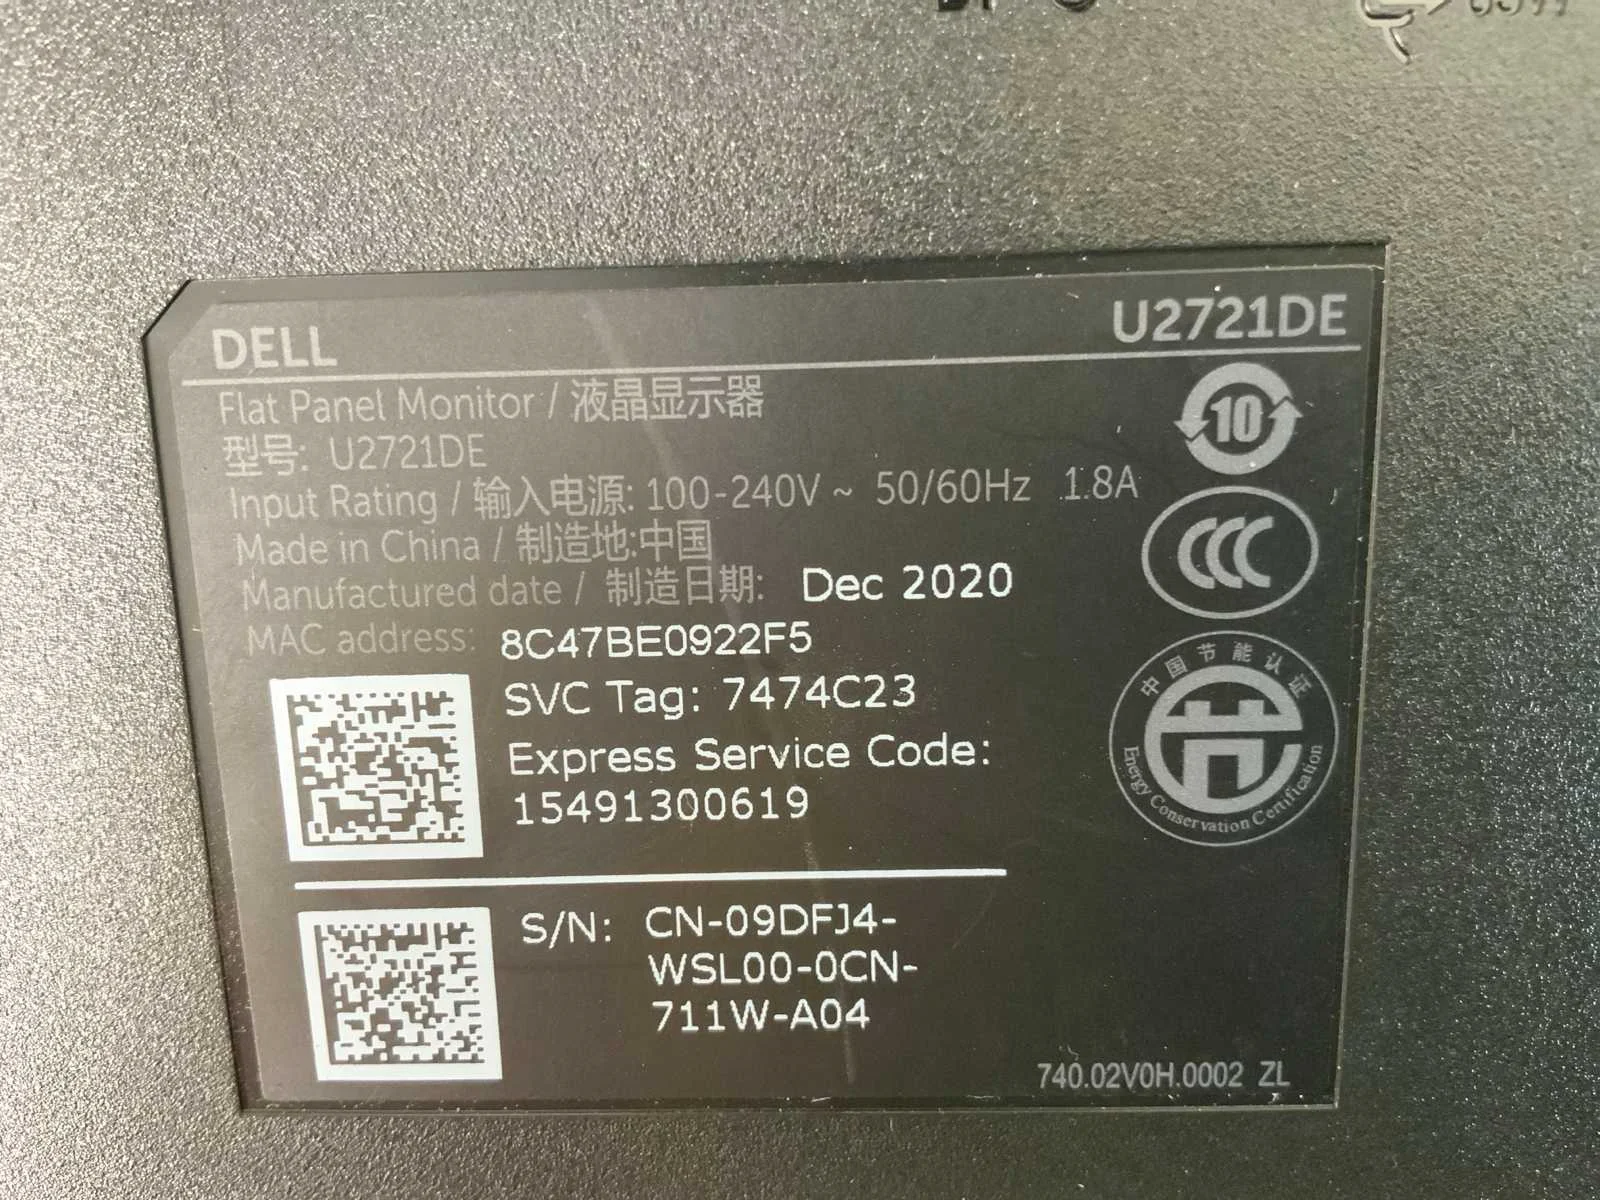 DELL U2721DE
Flat Panel Monitor / 液晶显示器
型号: U2721DE
10
Input Rating / 输入电源: 100-240V ~ 50/60Hz 1.8A
Made in China / 制造地:中国
CCC
Manufactured date / 制造日期: Dec 2020
MAC address: 8C47BE0922F5
SVC Tag: 7474C23
中国节能认证
Energy Conservation Certification
Express Service Code:
15491300619
S/N: CN-09DFJ4-
WSL00-0CN-
711W-A04
740.02V0H.0002 ZL